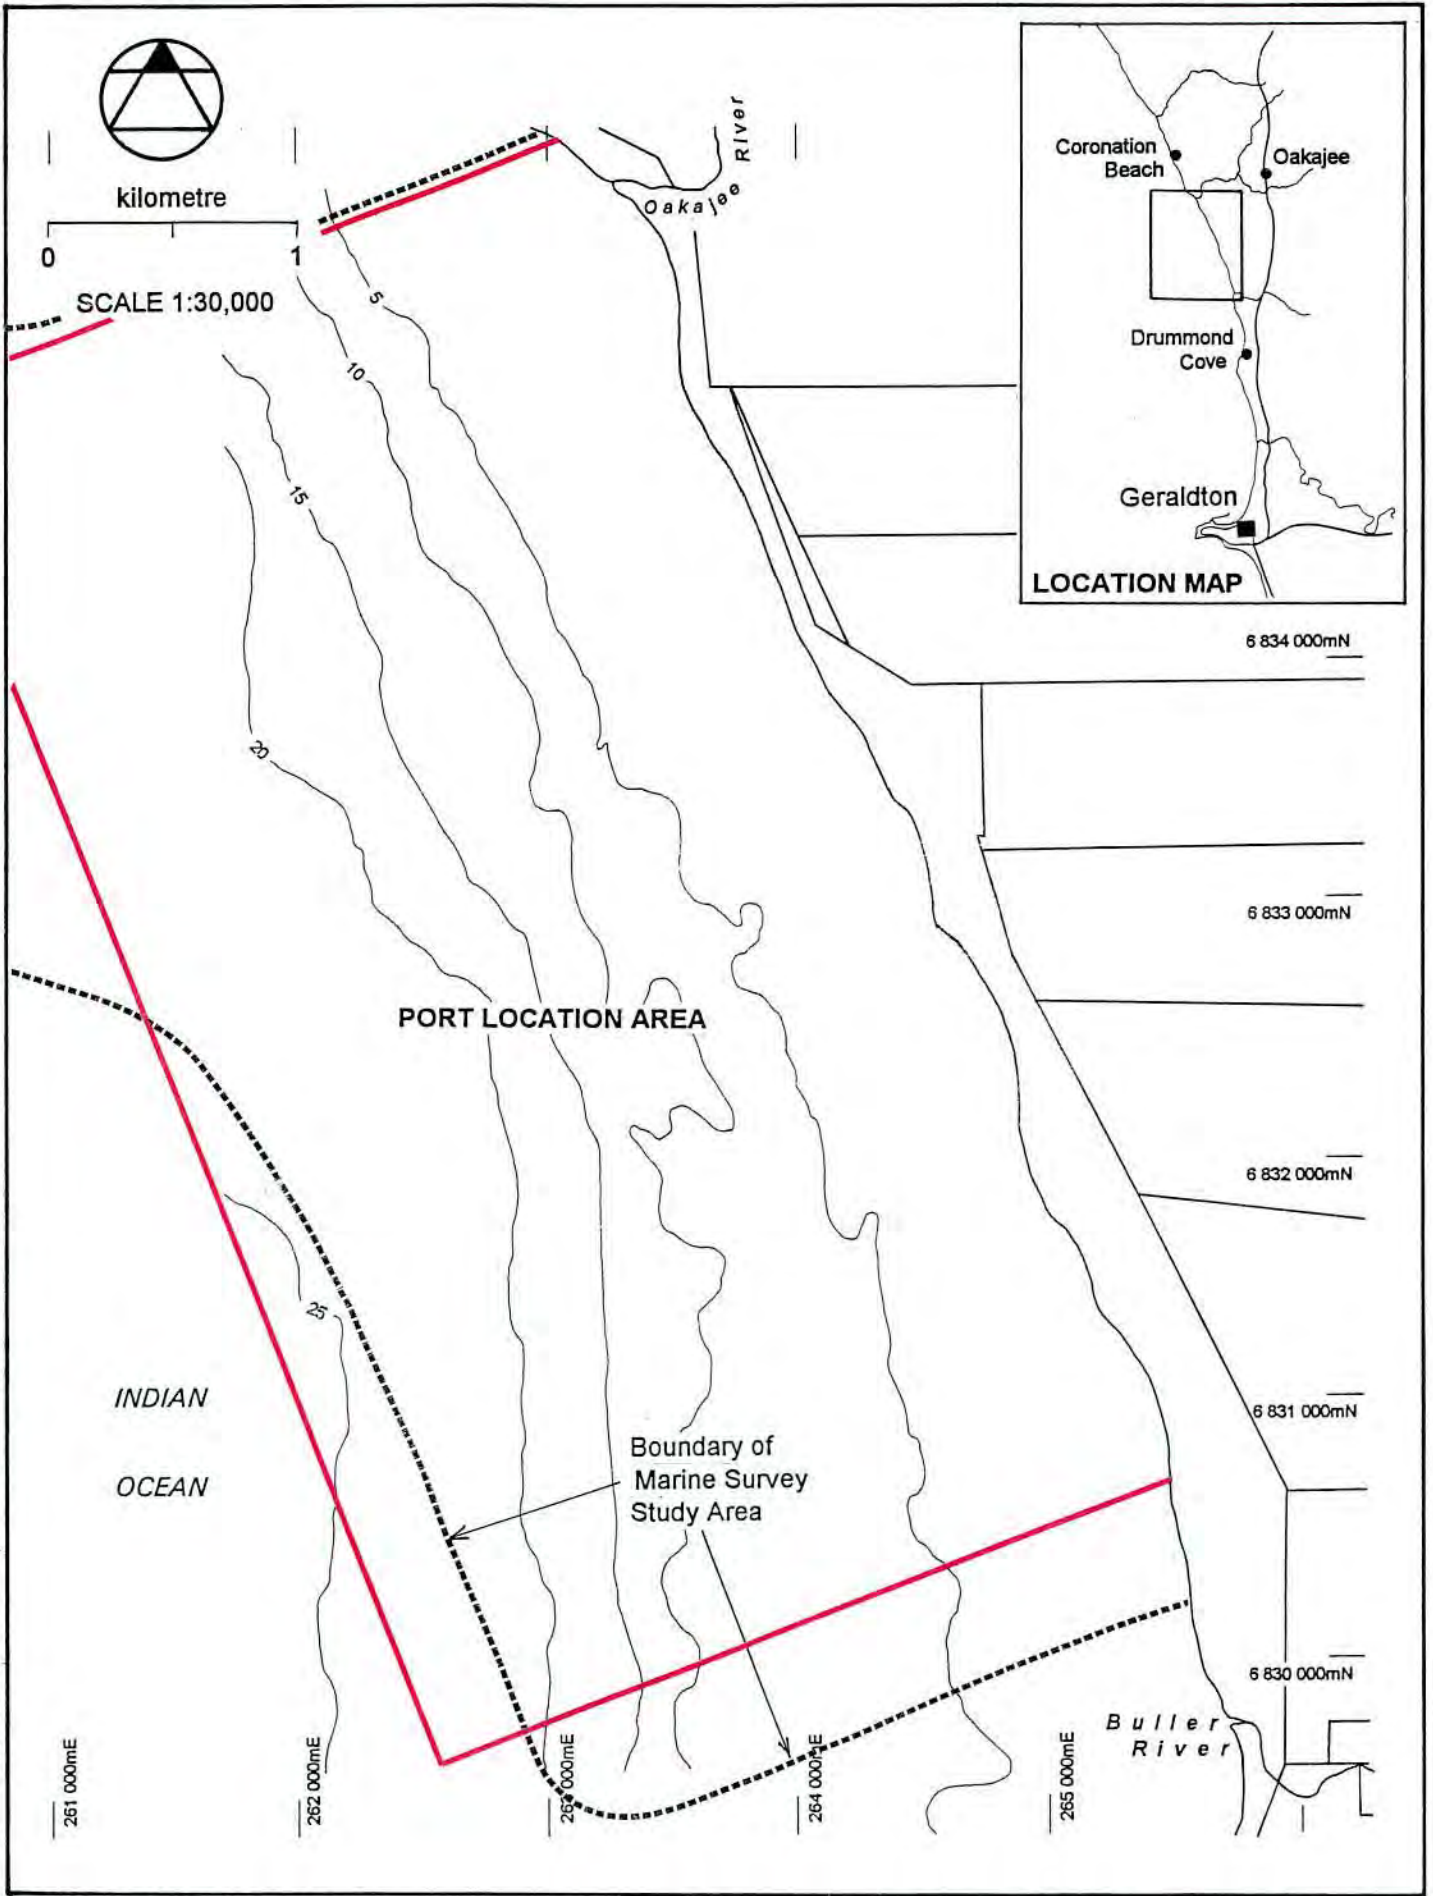 kilometre
0 1
SCALE 1:30,000
Oakajee River
Coronation
Beach
Oakajee
Drummond
Cove
Geraldton
LOCATION MAP
5
10
15
20
25
6 834 000mN
6 833 000mN
PORT LOCATION AREA
6 832 000mN
INDIAN
OCEAN
6 831 000mN
Boundary of
Marine Survey
Study Area
6 830 000mN
Buller
River
261 000mE
262 000mE
263 000mE
264 000mE
265 000mE